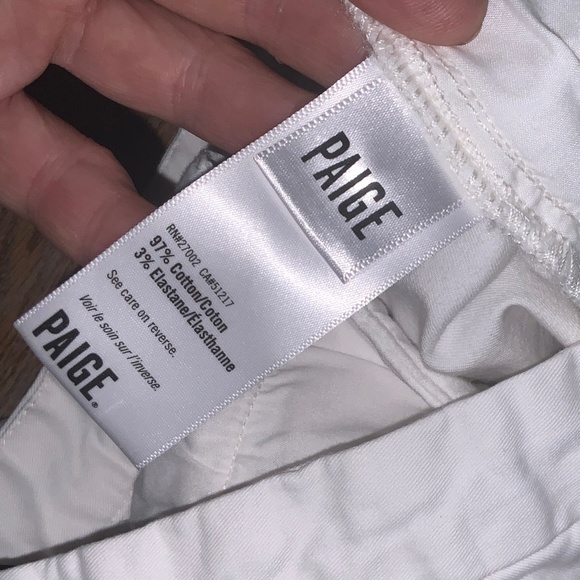 PAIGE
RN#27002 CA#51217
97% Cotton/Coton
3% Elastane/Élasthanne
See care on reverse.
Voir le soin sur l'inverse.
PAIGE®